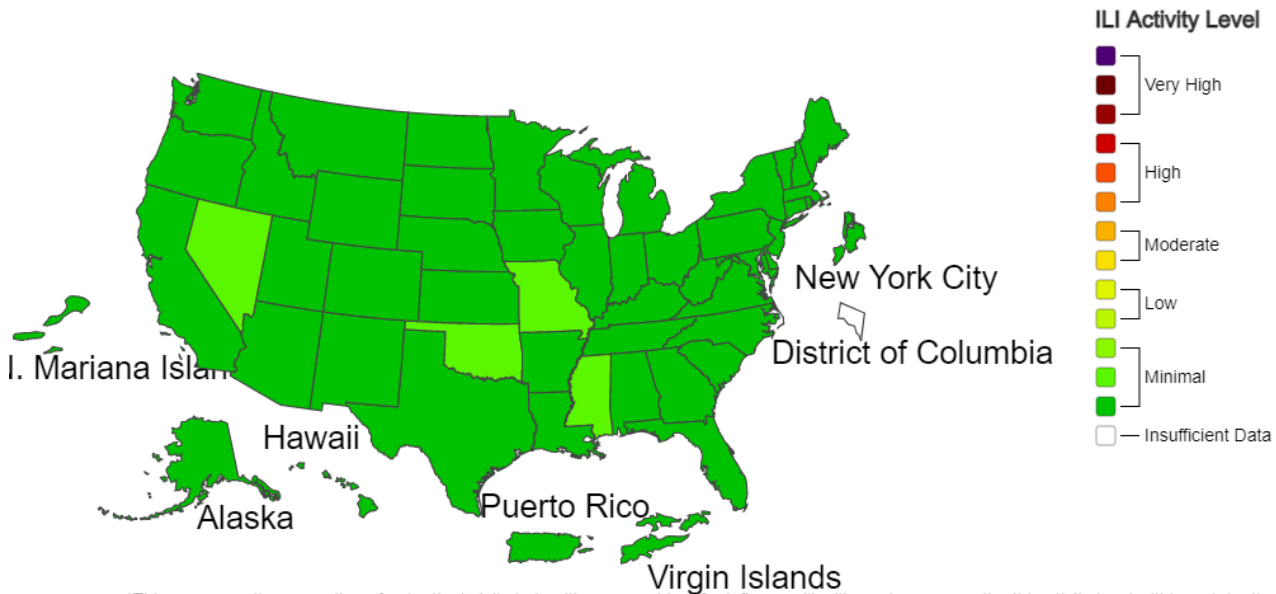 ILI Activity Level
Very High
High
Moderate
Low
Minimal
Insufficient Data
New York City
District of Columbia
I. Mariana Islan
Hawaii
Alaska
Puerto Rico
Virgin Islands